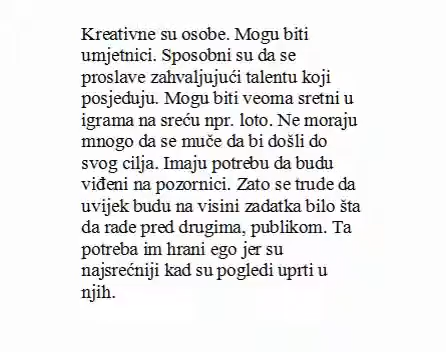 Kreativne su osobe. Mogu biti
umjetnici. Sposobni su da se
proslave zahvaljujući talentu koji
posjeduju. Mogu biti veoma sretni u
igrama na sreću npr. loto. Ne moraju
mnogo da se muče da bi došli do
svog cilja. Imaju potrebu da budu
viđeni na pozornici. Zato se trude da
uvijek budu na visini zadatka bilo šta
da rade pred drugima, publikom. Ta
potreba im hrani ego jer su
najsrećniji kad su pogledi uprti u
njih.